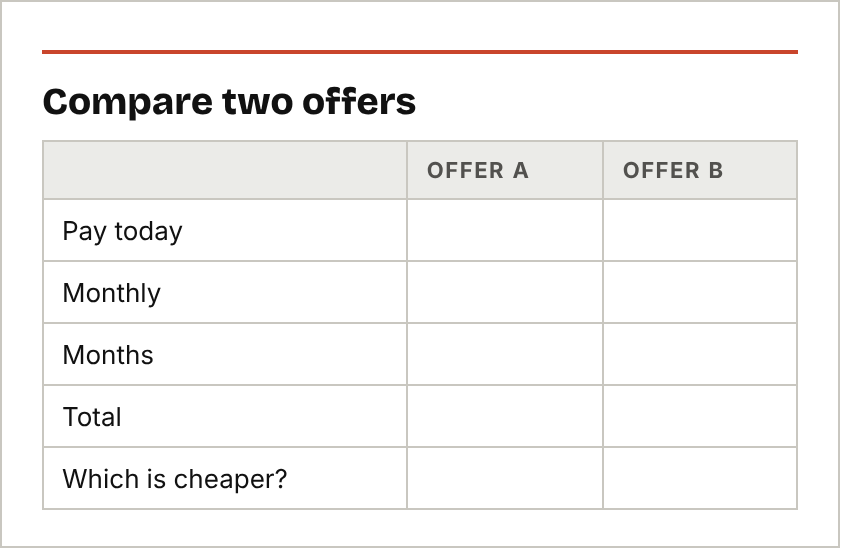 Compare two offers
OFFER A OFFER B
Pay today
Monthly
Months
Total
Which is cheaper?